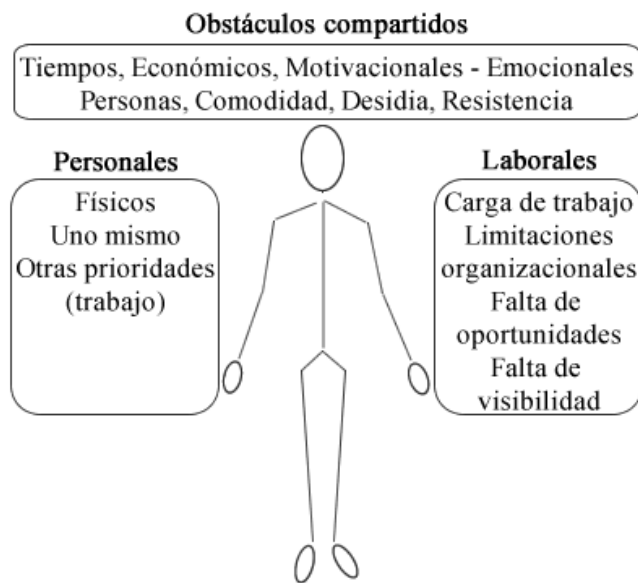 Obstáculos compartidos
Tiempos, Económicos, Motivacionales - Emocionales
Personas, Comodidad, Desidia, Resistencia
Personales
Físicos
Uno mismo
Otras prioridades
(trabajo)
Laborales
Carga de trabajo
Limitaciones
organizacionales
Falta de
oportunidades
Falta de
visibilidad